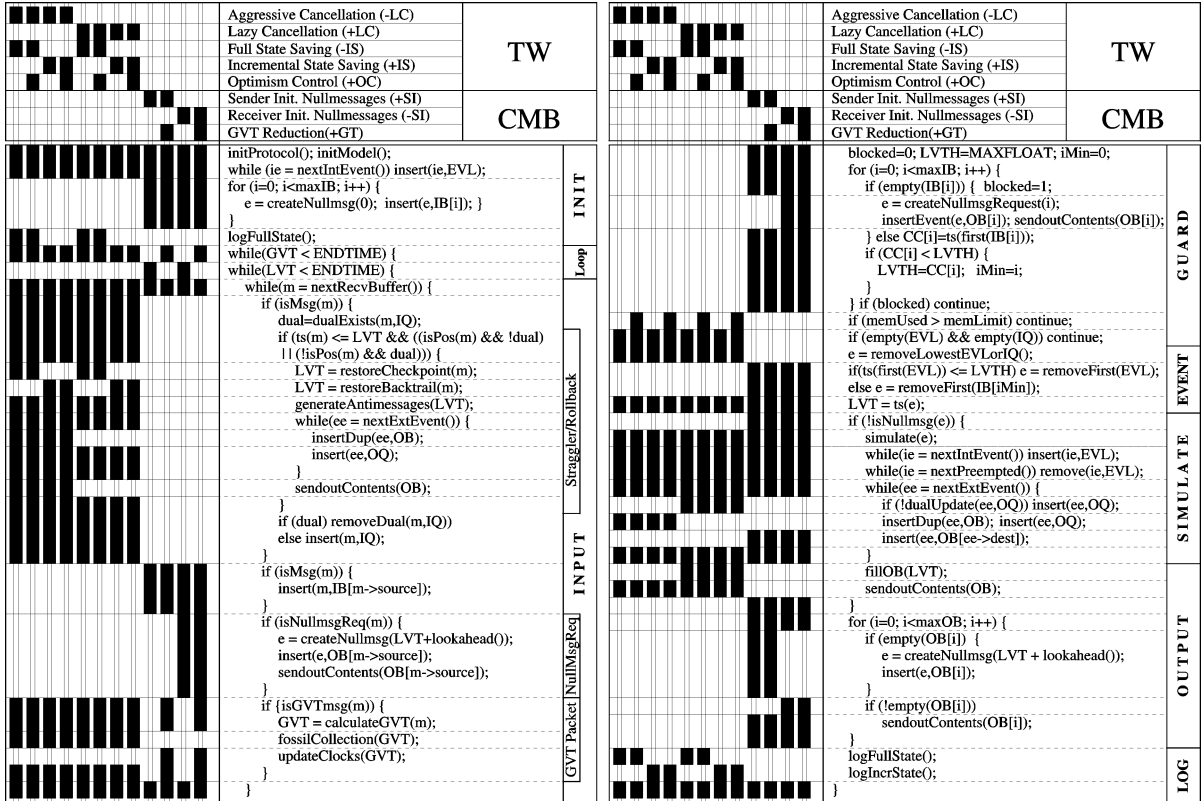 Aggressive Cancellation (-LC)
Lazy Cancellation (+LC)
Full State Saving (-IS)
Incremental State Saving (+IS)
Optimism Control (+OC)
TW
Sender Init. Nullmessages (+SI)
Receiver Init. Nullmessages (-SI)
GVT Reduction(+GT)
CMB
initProtocol(); initModel();
while (ie = nextIntEvent()) insert(ie,EVL);
for (i=0; i<maxIB; i++) {
e = createNullmsg(0); insert(e,IB[i]); }
}
logFullState();
INIT
while(GVT < ENDTIME) {
while(LVT < ENDTIME) {
Loop
while(m = nextRecvBuffer()) {
if (isMsg(m)) {
dual=dualExists(m,IQ);
if (ts(m) <= LVT && ((isPos(m) && !dual)
|| (!isPos(m) && dual))) {
LVT = restoreCheckpoint(m);
LVT = restoreBacktrail(m);
generateAntimessages(LVT);
while(ee = nextExtEvent()) {
insertDup(ee,OB);
insert(ee,OQ);
}
sendoutContents(OB);
}
Straggler/Rollback
if (dual) removeDual(m,IQ))
else insert(m,IQ);
}
if (isMsg(m)) {
insert(m,IB[m->source]);
}
INPUT
if (isNullmsgReq(m)) {
e = createNullmsg(LVT+lookahead());
insert(e,OB[m->source]);
sendoutContents(OB[m->source]);
}
NullMsgReq
if {isGVTmsg(m)) {
GVT = calculateGVT(m);
fossilCollection(GVT);
updateClocks(GVT);
}
GVT Packet
}
Aggressive Cancellation (-LC)
Lazy Cancellation (+LC)
Full State Saving (-IS)
Incremental State Saving (+IS)
Optimism Control (+OC)
TW
Sender Init. Nullmessages (+SI)
Receiver Init. Nullmessages (-SI)
GVT Reduction(+GT)
CMB
blocked=0; LVTH=MAXFLOAT; iMin=0;
for (i=0; i<maxIB; i++) {
if (empty(IB[i])) { blocked=1;
e = createNullmsgRequest(i);
insertEvent(e,OB[i]); sendoutContents(OB[i]);
} else CC[i]=ts(first(IB[i]));
if (CC[i] < LVTH) {
LVTH=CC[i]; iMin=i;
}
} if (blocked) continue;
if (memUsed > memLimit) continue;
if (empty(EVL) && empty(IQ)) continue;
GUARD
e = removeLowestEVLorIQ();
if(ts(first(EVL)) <= LVTH) e = removeFirst(EVL);
else e = removeFirst(IB[iMin]);
LVT = ts(e);
EVENT
if (!isNullmsg(e)) {
simulate(e);
while(ie = nextIntEvent()) insert(ie,EVL);
while(ie = nextPreempted()) remove(ie,EVL);
while(ee = nextExtEvent()) {
if (!dualUpdate(ee,OQ)) insert(ee,OQ);
insertDup(ee,OB); insert(ee,OQ);
insert(ee,OB[ee->dest]);
}
SIMULATE
fillOB(LVT);
sendoutContents(OB);
}
for (i=0; i<maxOB; i++) {
if (empty(OB[i]) {
e = createNullmsg(LVT + lookahead());
insert(e,OB[i]);
}
if (!empty(OB[i]))
sendoutContents(OB[i]);
}
OUTPUT
logFullState();
logIncrState();
}
LOG